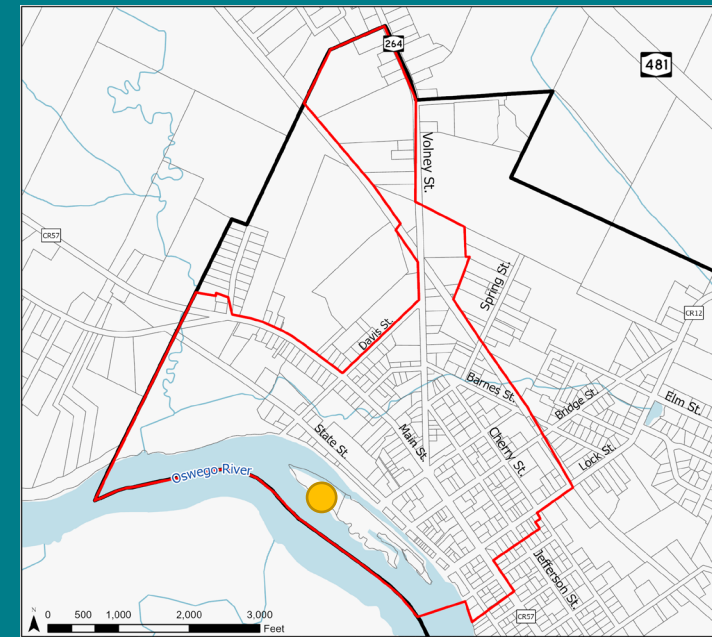 264
481
Volney St.
CR57
Spring St.
CR12
Davis St.
Barnes St.
Bridge St.
Elm St.
State St.
Main St.
Cherry St.
Lock St.
Oswego River
Jefferson St.
N
0 500 1,000 2,000 3,000
Feet
CR57